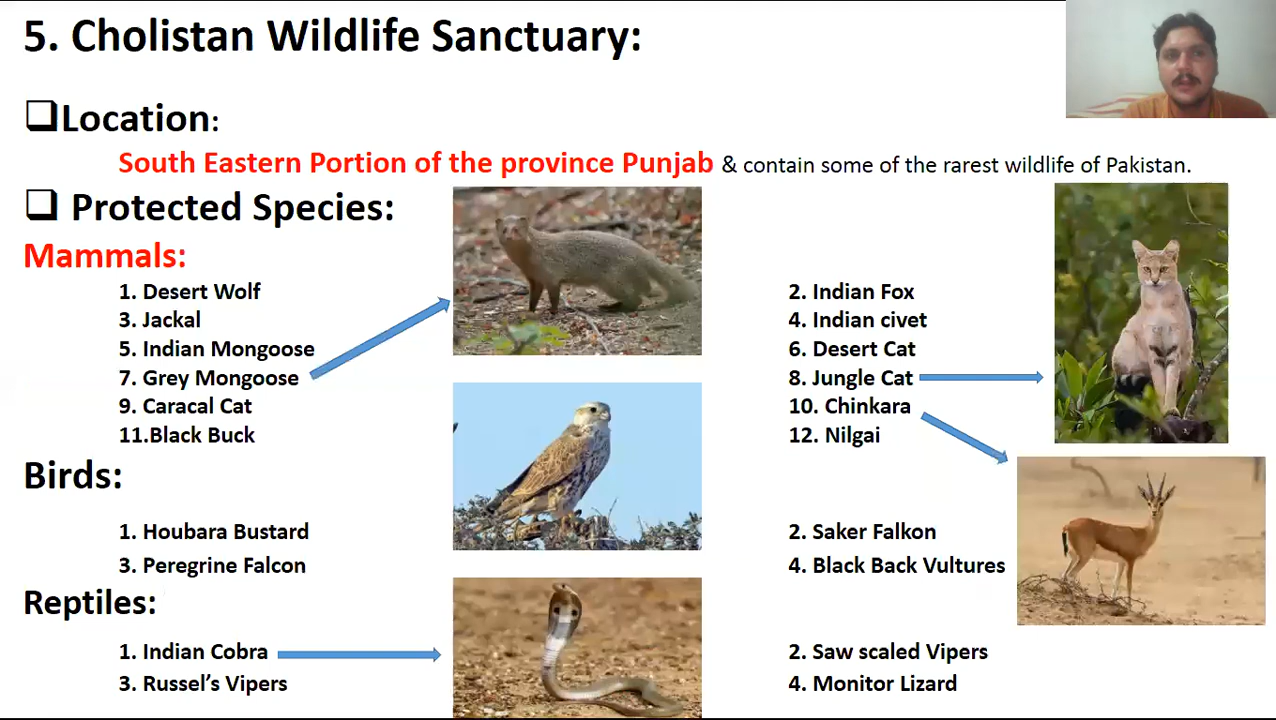 5. Cholistan Wildlife Sanctuary:
Location:
South Eastern Portion of the province Punjab & contain some of the rarest wildlife of Pakistan.
Protected Species:
Mammals:
1. Desert Wolf 2. Indian Fox
3. Jackal 4. Indian civet
5. Indian Mongoose 6. Desert Cat
7. Grey Mongoose 8. Jungle Cat
9. Caracal Cat 10. Chinkara
11.Black Buck 12. Nilgai
Birds:
1. Houbara Bustard 2. Saker Falkon
3. Peregrine Falcon 4. Black Back Vultures
Reptiles:
1. Indian Cobra 2. Saw scaled Vipers
3. Russel’s Vipers 4. Monitor Lizard